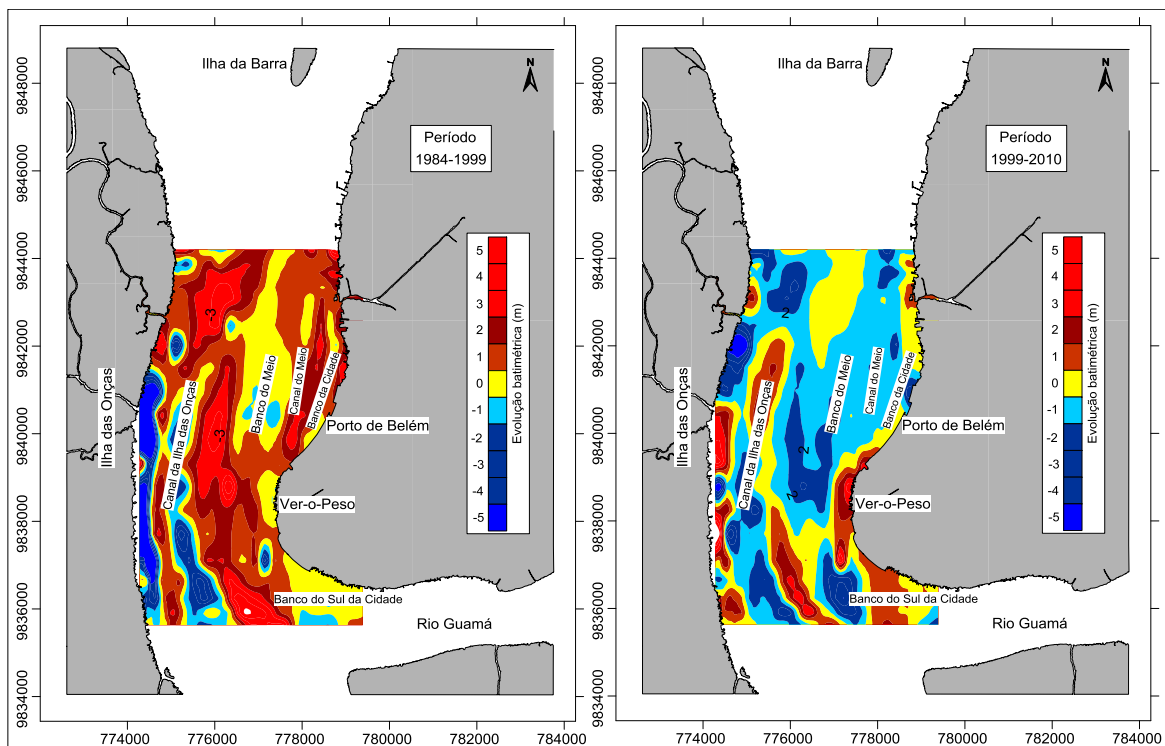 Ilha da Barra
N
Período
1984-1999
Evolução batimétrica (m)
5
4
3
2
1
0
-1
-2
-3
-4
-5
-3
-3
Ilha das Onças
Canal da Ilha das Onças
Banco do Meio
Canal do Meio
Banco da Cidade
Porto de Belém
Ver-o-Peso
Banco do Sul da Cidade
Rio Guamá
9848000
9846000
9844000
9842000
9840000
9838000
9836000
9834000
774000 776000 778000 780000 782000 784000
Ilha da Barra
N
Período
1999-2010
Evolução batimétrica (m)
5
4
3
2
1
0
-1
-2
-3
-4
-5
2
2
2
Ilha das Onças
Canal da Ilha das Onças
Banco do Meio
Canal do Meio
Banco da Cidade
Porto de Belém
Ver-o-Peso
Banco do Sul da Cidade
Rio Guamá
9848000
9846000
9844000
9842000
9840000
9838000
9836000
9834000
774000 776000 778000 780000 782000 784000